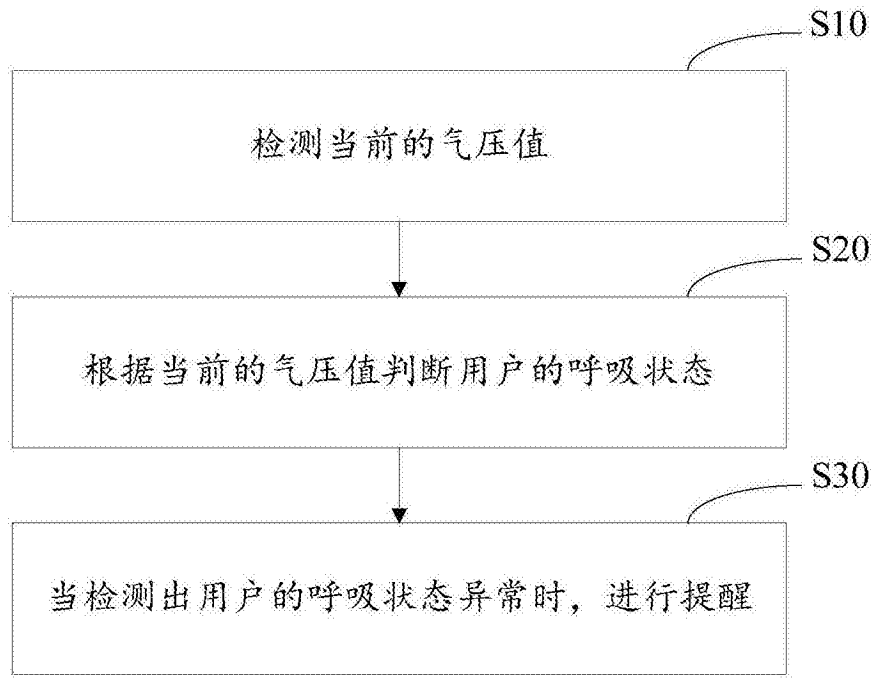 S10
检测当前的气压值
S20
根据当前的气压值判断用户的呼吸状态
S30
当检测出用户的呼吸状态异常时，进行提醒